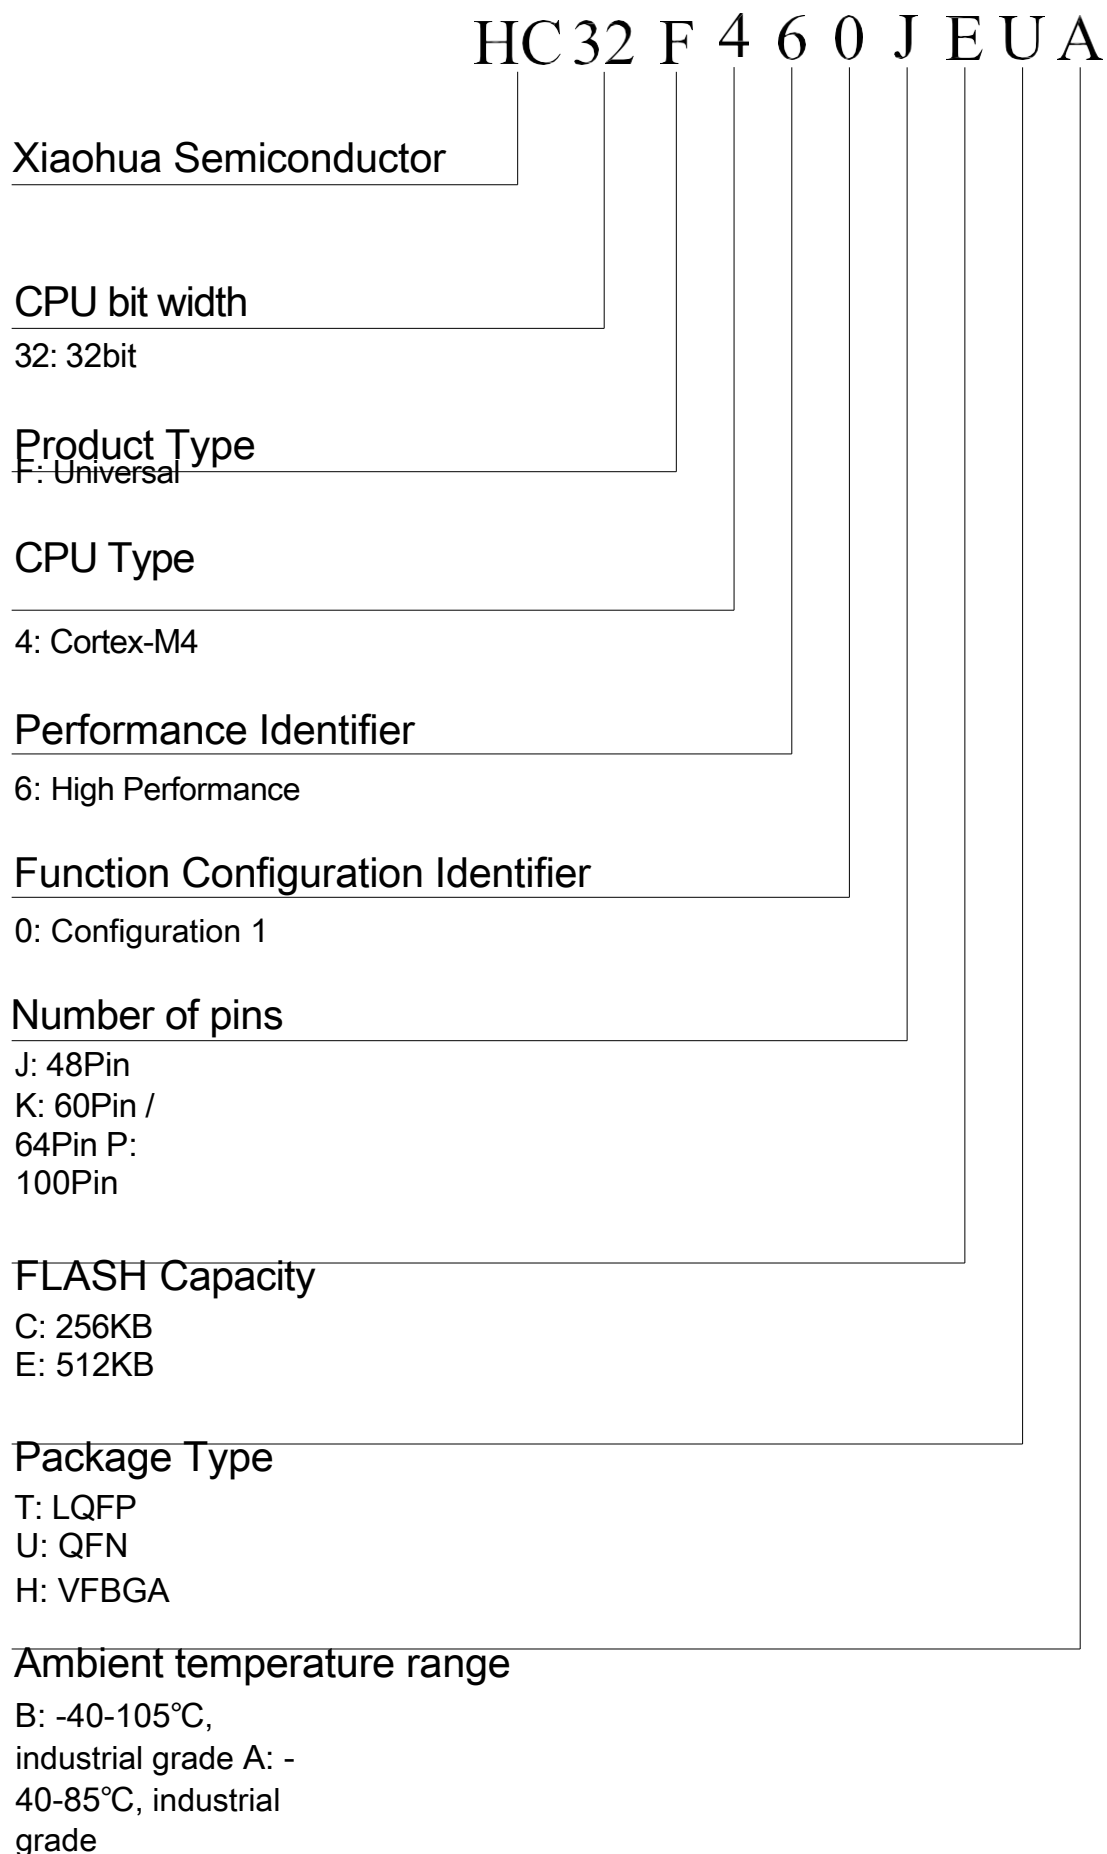 HC32 F 4 6 0 J E U A
Xiaohua Semiconductor
CPU bit width
32: 32bit
Product Type
F: Universal
CPU Type
4: Cortex-M4
Performance Identifier
6: High Performance
Function Configuration Identifier
0: Configuration 1
Number of pins
J: 48Pin
K: 60Pin /
64Pin P:
100Pin
FLASH Capacity
C: 256KB
E: 512KB
Package Type
T: LQFP
U: QFN
H: VFBGA
Ambient temperature range
B: -40-105℃,
industrial grade A: -
40-85℃, industrial
grade